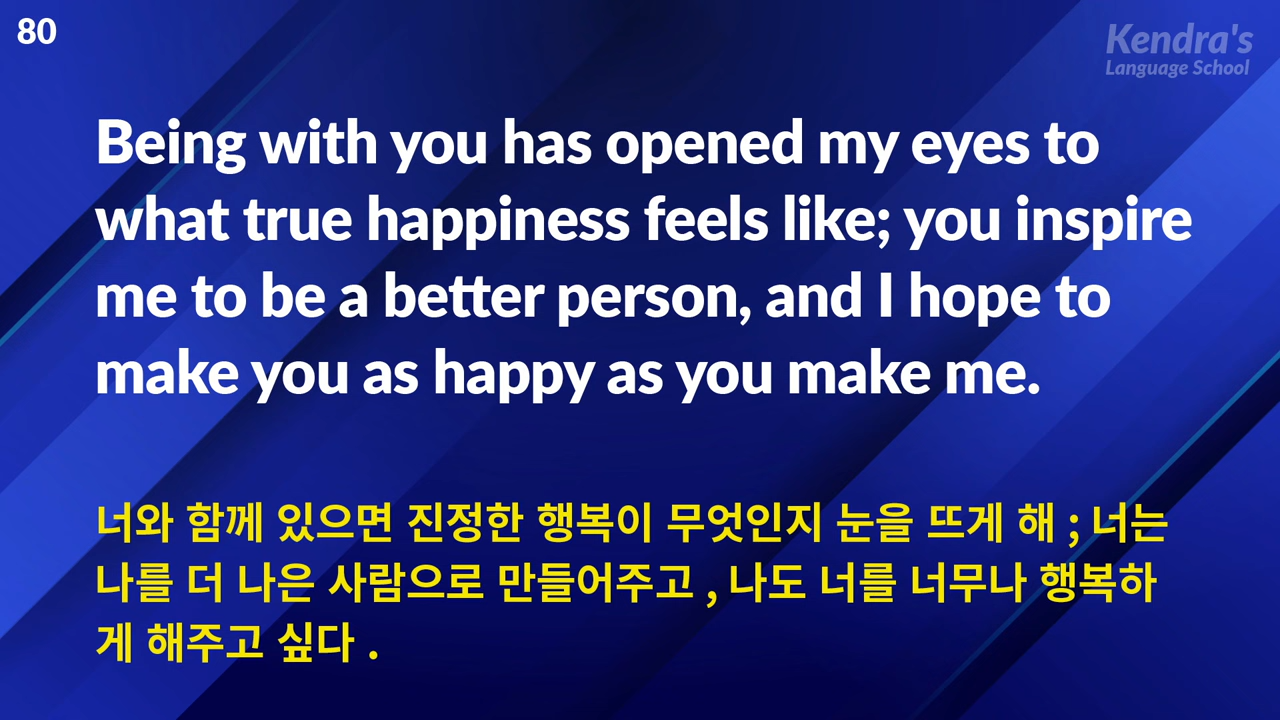 80
Kendra's
Language School
Being with you has opened my eyes to
what true happiness feels like; you inspire
me to be a better person, and I hope to
make you as happy as you make me.
너와 함께 있으면 진정한 행복이 무엇인지 눈을 뜨게 해 ; 너는
나를 더 나은 사람으로 만들어주고 , 나도 너를 너무나 행복하
게 해주고 싶다 .